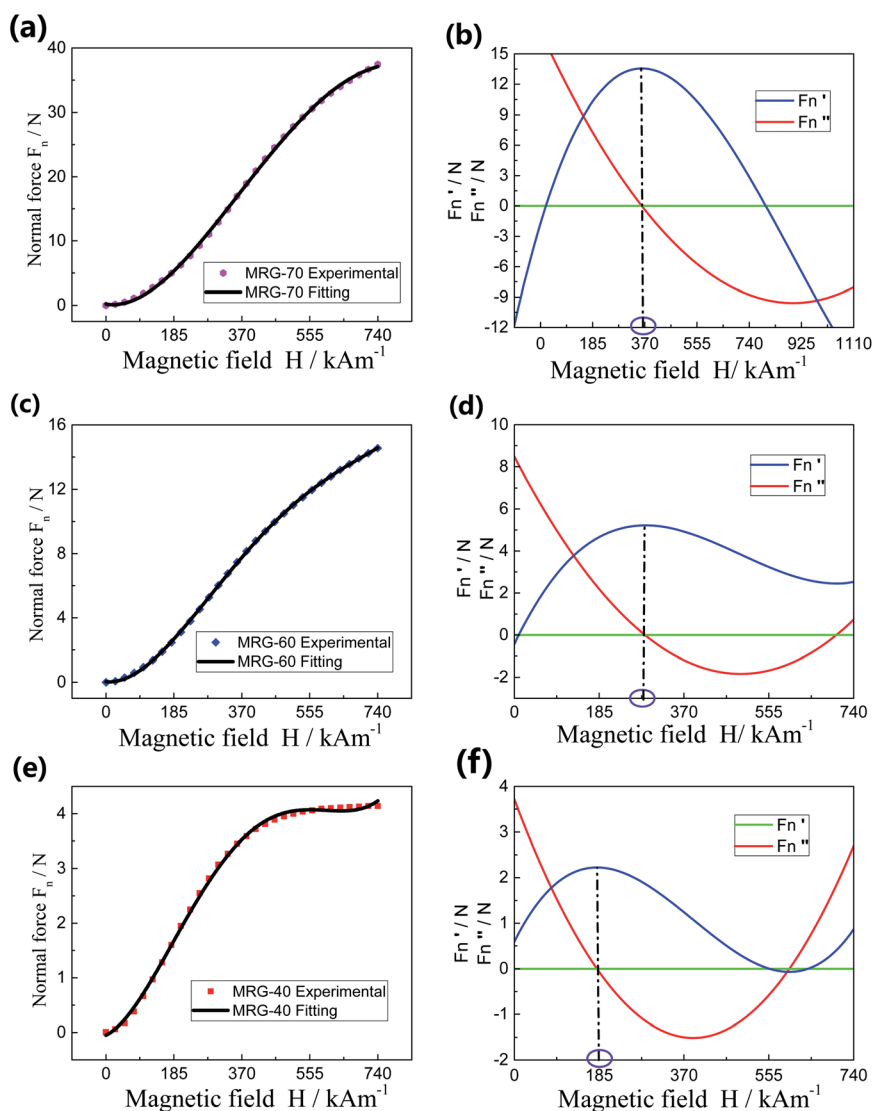 (a)
40
30
20
10
0
Normal force Fn / N
MRG-70 Experimental
MRG-70 Fitting
0 185 370 555 740
Magnetic field H / kAm-1
(b)
15
12
9
6
3
0
-3
-6
-9
-12
Fn ' / N
Fn '' / N
Fn '
Fn ''
0 185 370 555 740 925 1110
Magnetic field H/ kAm-1
(c)
16
12
8
4
0
Normal force Fn / N
MRG-60 Experimental
MRG-60 Fitting
0 185 370 555 740
Magnetic field H / kAm-1
(d)
10
8
6
4
2
0
-2
Fn ' / N
Fn '' / N
Fn '
Fn ''
0 185 370 555 740
Magnetic field H/ kAm-1
(e)
4
3
2
1
0
Normal force Fn / N
MRG-40 Experimental
MRG-40 Fitting
0 185 370 555 740
Magnetic field H / kAm-1
(f)
4
3
2
1
0
-1
-2
Fn ' / N
Fn '' / N
Fn '
Fn ''
0 185 370 555 740
Magnetic field H / kAm-1